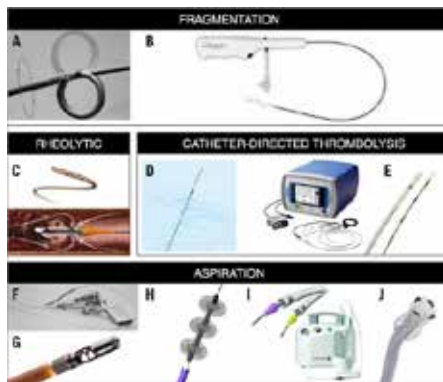 FRAGMENTATION
A
B
RHEOLYTIC
CATHETER-DIRECTED THROMBOLYSIS
C
D
E
ASPIRATION
F
H
I
J
G